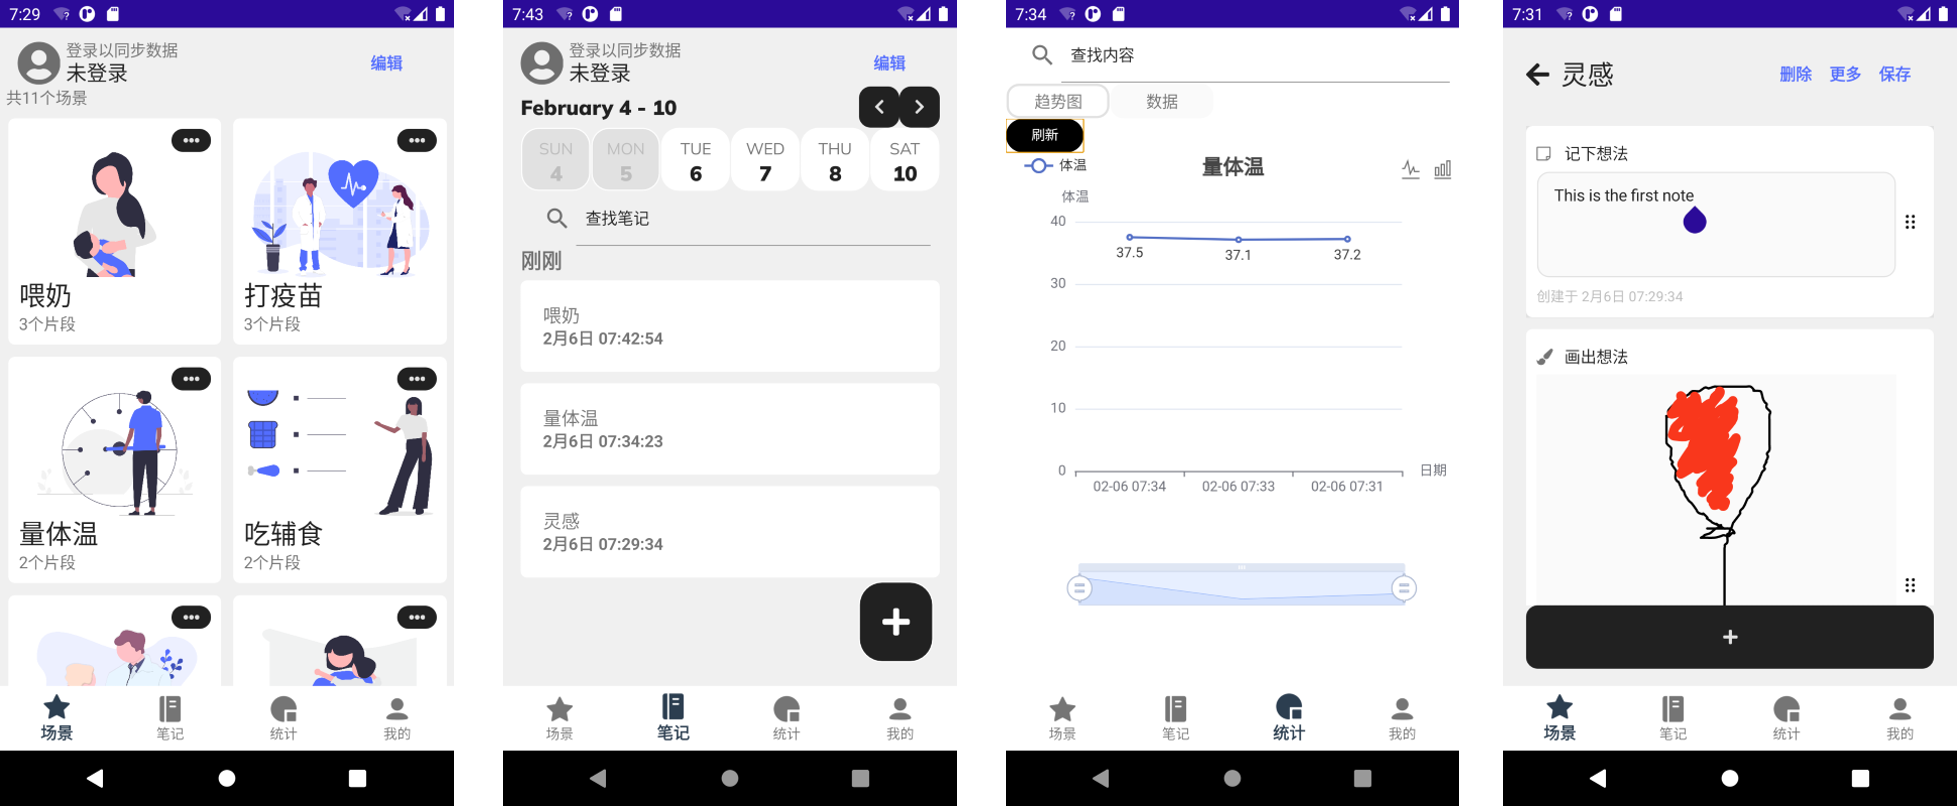 7:29
登录以同步数据
未登录
编辑
共11个场景
喂奶
3个片段
打疫苗
3个片段
量体温
2个片段
吃辅食
2个片段
场景
笔记
统计
我的
7:43
登录以同步数据
未登录
编辑
February 4 - 10
SUN MON TUE WED THU SAT
4 5 6 7 8 10
查找笔记
刚刚
喂奶
2月6日 07:42:54
量体温
2月6日 07:34:23
灵感
2月6日 07:29:34
场景
笔记
统计
我的
7:34
查找内容
趋势图
数据
刷新
体温
量体温
体温
40
37.5
37.1
37.2
30
20
10
0
日期
02-06 07:34
02-06 07:33
02-06 07:31
场景
笔记
统计
我的
7:31
灵感
删除
更多
保存
记下想法
This is the first note
创建于 2月6日 07:29:34
画出想法
场景
笔记
统计
我的